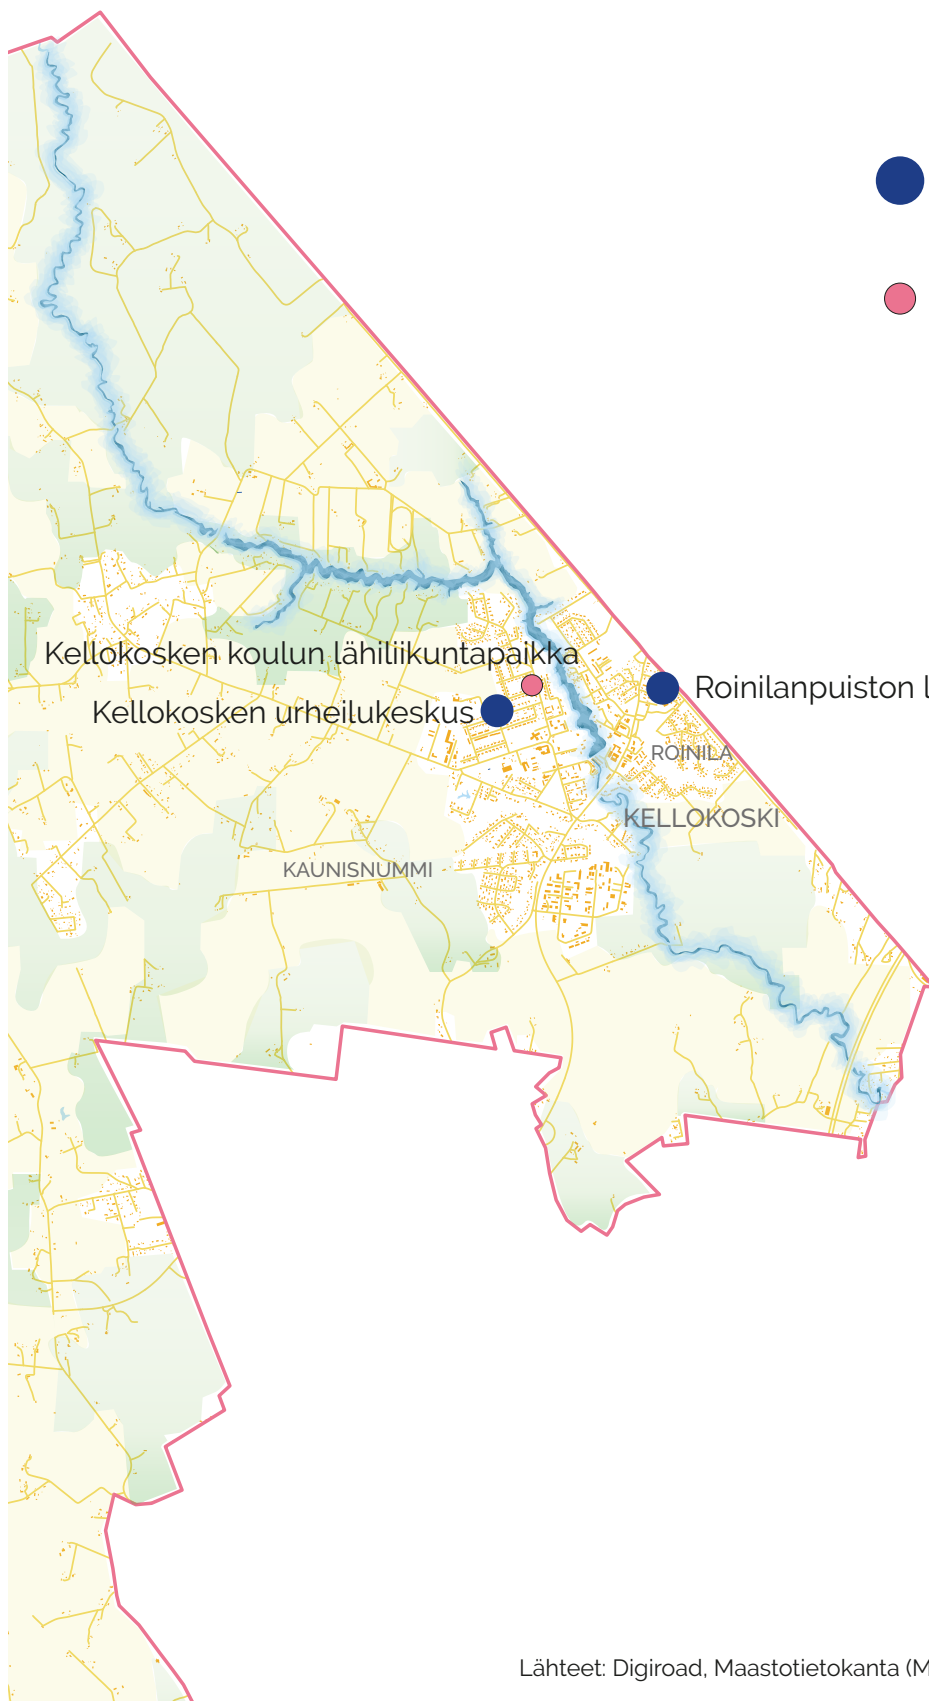 Kellokosken koulun lähiliikuntapaikka
Roinilanpuiston l
Kellokosken urheilukeskus
ROINILA
KELLOKOSKI
KAUNISNUMMI
Lähteet: Digiroad, Maastotietokanta (M